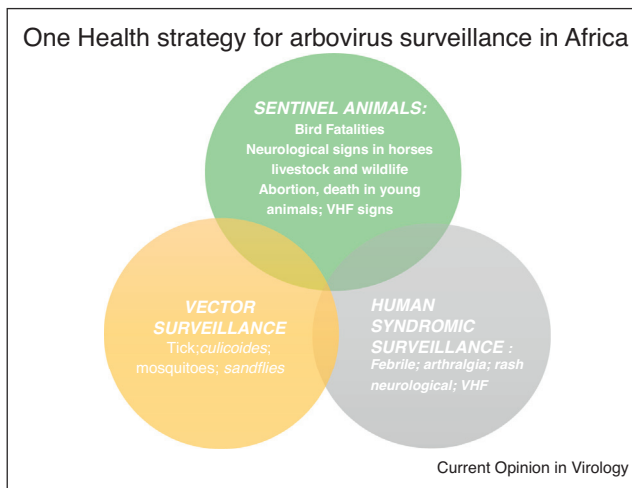 One Health strategy for arbovirus surveillance in Africa
SENTINEL ANIMALS:
Bird Fatalities
Neurological signs in horses
livestock and wildlife
Abortion, death in young
animals; VHF signs
VECTOR
SURVEILLANCE
Tick;culicoides;
mosquitoes; sandflies
HUMAN
SYNDROMIC
SURVEILLANCE :
Febrile; arthralgia; rash
neurological; VHF
Current Opinion in Virology